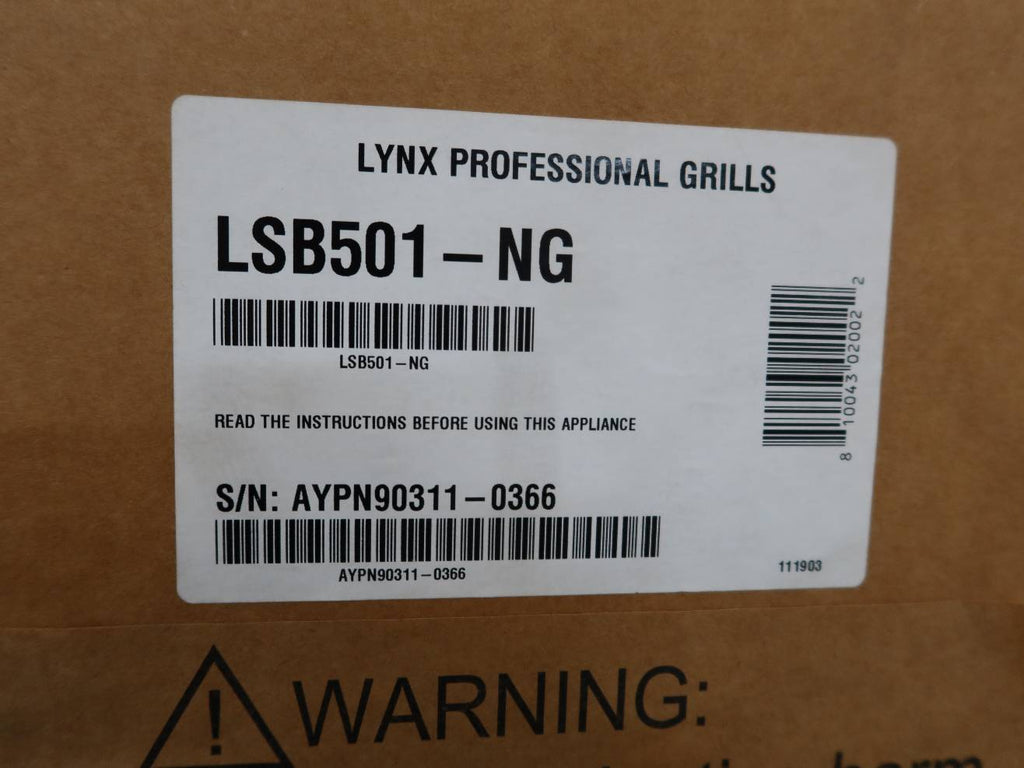 LYNX PROFESSIONAL GRILLS
LSB501-NG
LSB501-NG
8 10043 02002 2
READ THE INSTRUCTIONS BEFORE USING THIS APPLIANCE
S/N: AYPN90311-0366
AYPN90311-0366
111903
! WARNING: